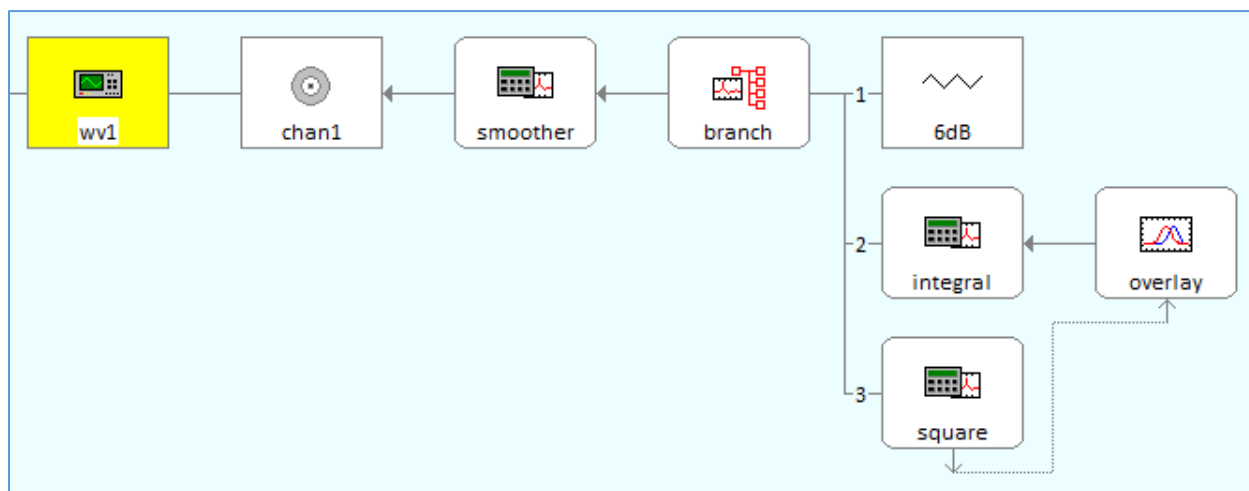 wv1
chan1
smoother
branch
1
6dB
2
integral
overlay
3
square